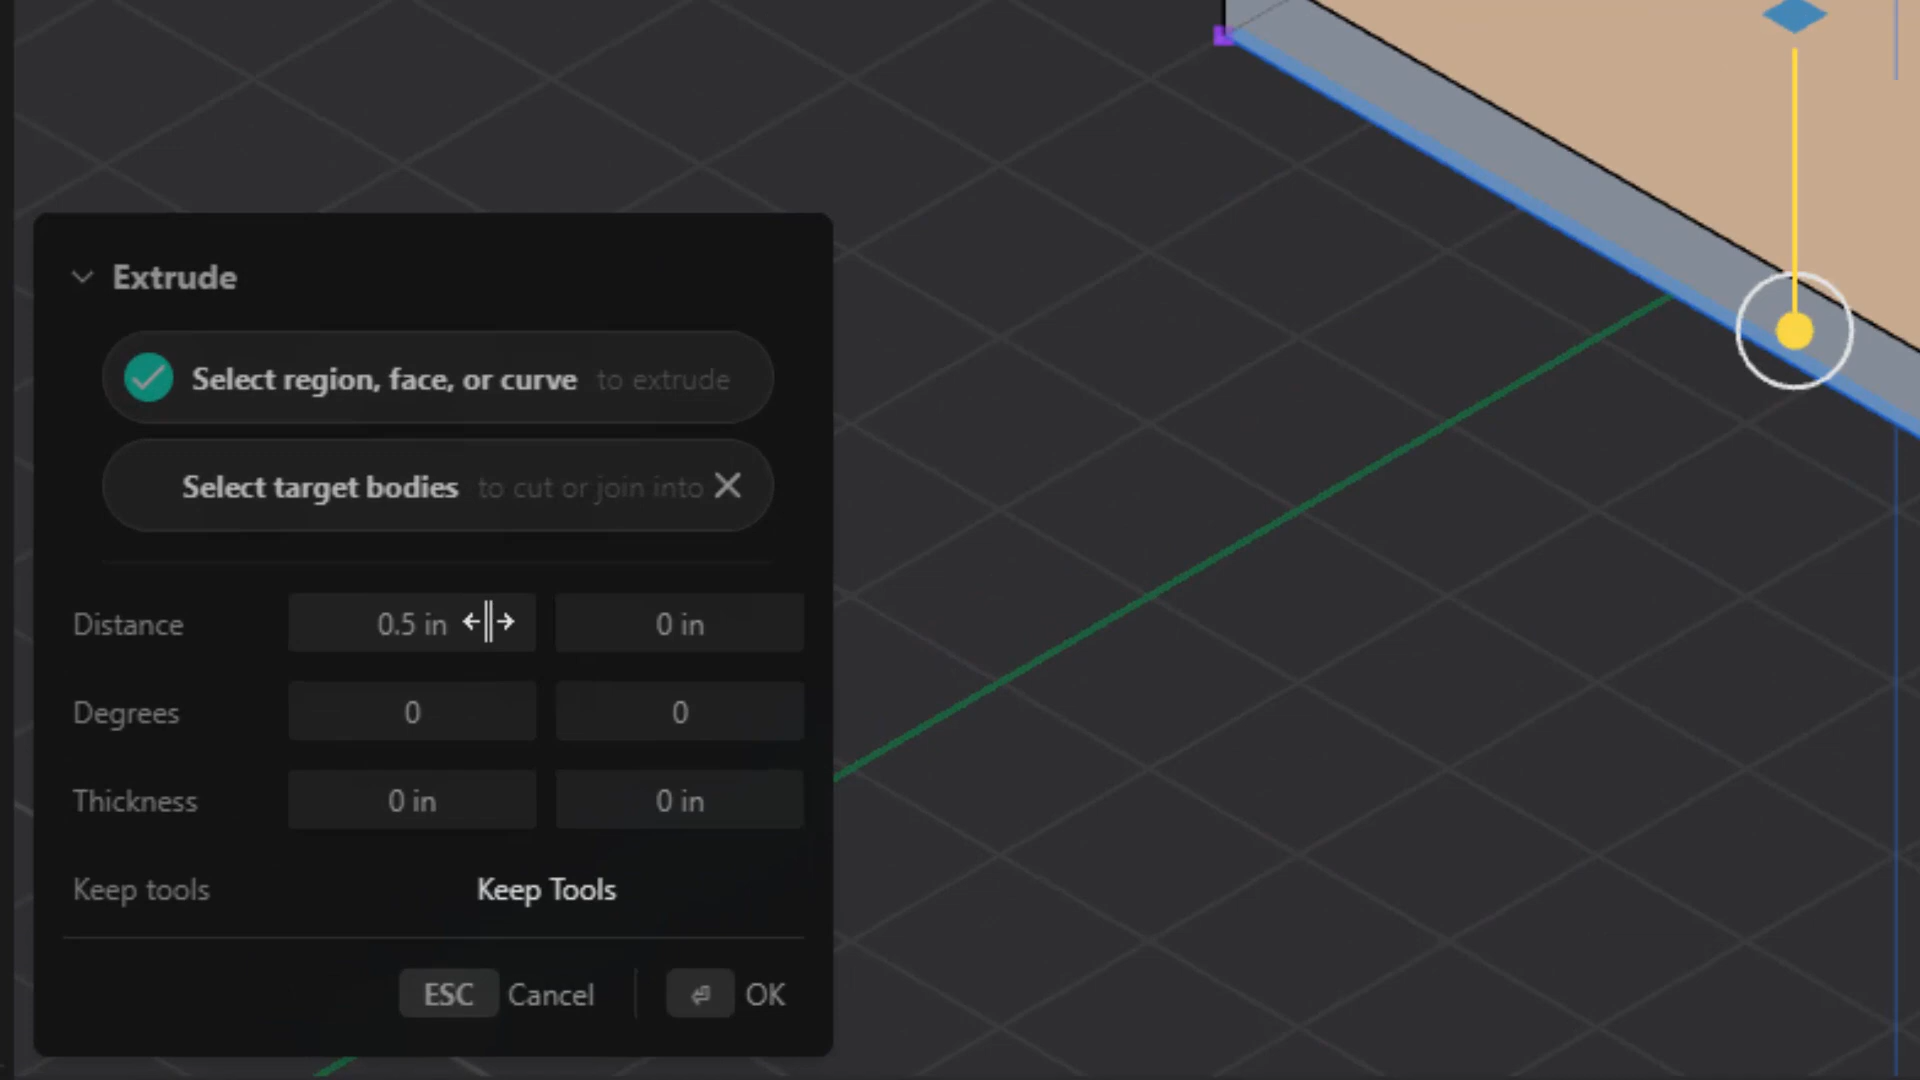 Extrude
Select region, face, or curve to extrude
Select target bodies to cut or join into
Distance 0.5 in 0 in
Degrees 0 0
Thickness 0 in 0 in
Keep tools Keep Tools
ESC Cancel OK